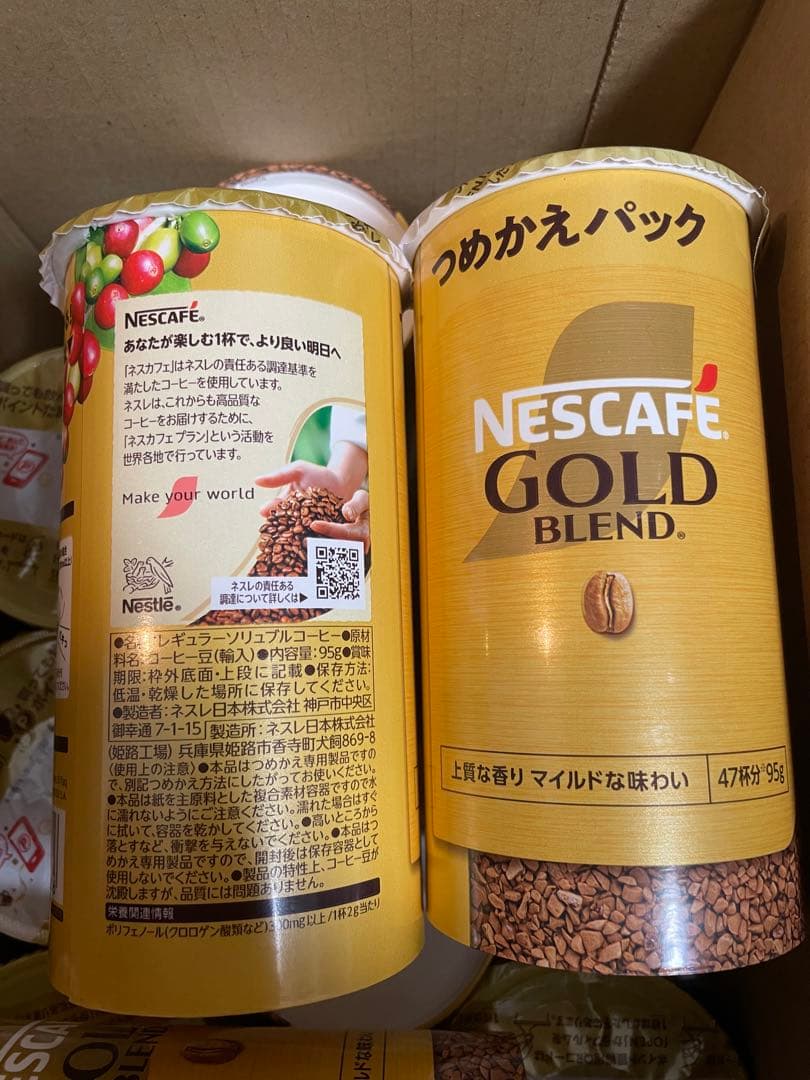 NESCAFÉ®
あなたが楽しむ1杯で、より良い明日へ
「ネスカフェ」はネスレの責任ある調達基準を
満たしたコーヒーを使用しています。
ネスレは、これからも高品質な
コーヒーをお届けするために、
「ネスカフェ プラン」という活動を
世界各地で行っています。
Make your world
Nestlé®
ネスレの責任ある
調達について詳しくは▶
●名称:レギュラーソリュブルコーヒー●原材
料名:コーヒー豆(輸入)●内容量:95g●賞味
期限:枠外底面・上段に記載●保存方法:
低温・乾燥した場所に保存してください。
●製造者:ネスレ日本株式会社 神戸市中央区
御幸通 7-1-15 製造所:ネスレ日本株式会社
(姫路工場) 兵庫県姫路市香寺町犬飼869-8
(使用上の注意)●本品はつめかえ専用製品ですの
で、別記つめかえ方法にしたがってお使いください。
●本品は紙を主原料とした複合素材容器ですので水
に濡れないようにご注意ください。濡れた場合はすぐ
に拭いて、容器を乾かしてください。●高いところから
落とすなど、衝撃を与えないでください。●本品はつ
めかえ専用製品ですので、開封後は保存容器として
使用しないでください。●製品の特性上、コーヒー豆が
沈殿しますが、品質には問題ありません。
栄養関連情報
ポリフェノール(クロロゲン酸類など)300mg以上/1杯2g当たり
つめかえパック
NESCAFÉ®
GOLD
BLEND®
上質な香り マイルドな味わい
47杯分 95g
GOLD
BLEND